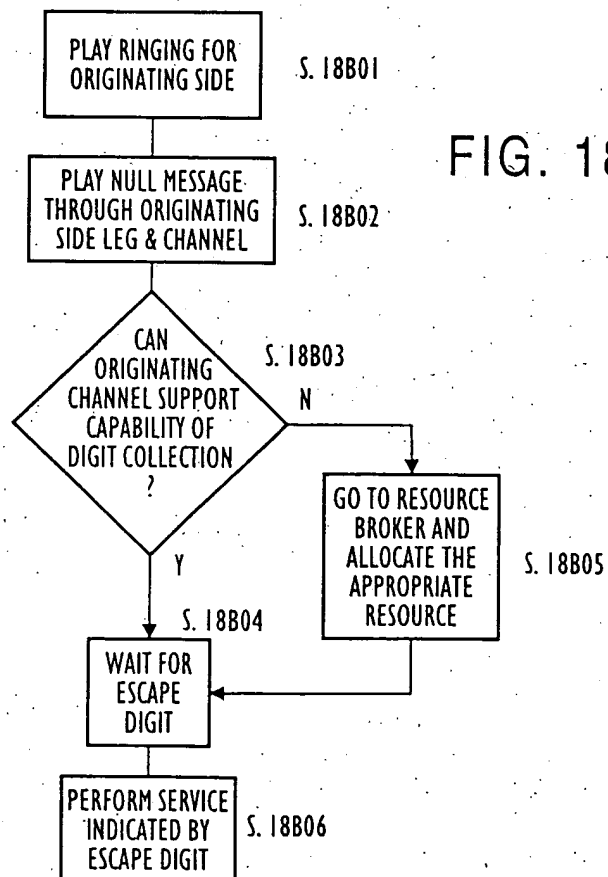 PLAY RINGING FOR
ORIGINATING SIDE
S. 18B01
FIG. 18
PLAY NULL MESSAGE
THROUGH ORIGINATING
SIDE LEG & CHANNEL
S. 18B02
CAN
ORIGINATING
CHANNEL SUPPORT
CAPABILITY OF
DIGIT COLLECTION
?
S. 18B03
N
Y
GO TO RESOURCE
BROKER AND
ALLOCATE THE
APPROPRIATE
RESOURCE
S. 18B05
S. 18B04
WAIT FOR
ESCAPE
DIGIT
PERFORM SERVICE
INDICATED BY
ESCAPE DIGIT
S. 18B06